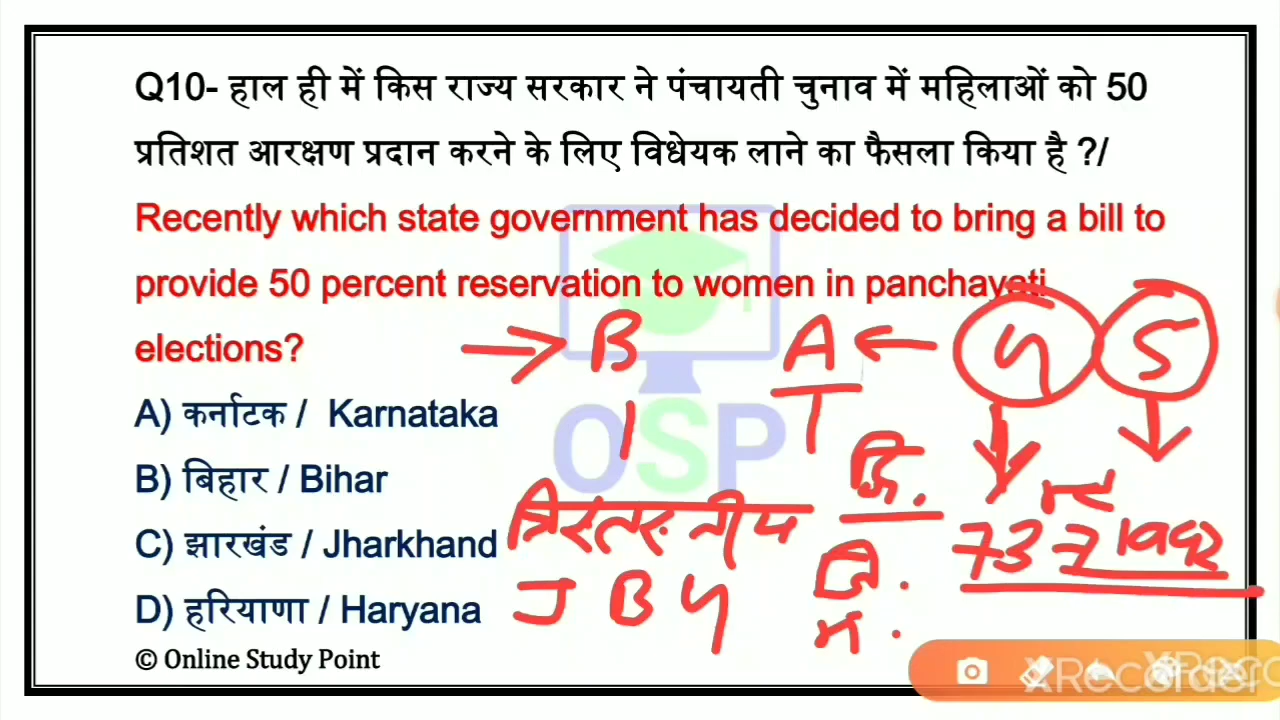 Q10- हाल ही में किस राज्य सरकार ने पंचायती चुनाव में महिलाओं को 50
प्रतिशत आरक्षण प्रदान करने के लिए विधेयक लाने का फैसला किया है ?/
Recently which state government has decided to bring a bill to
provide 50 percent reservation to women in panchayati
elections?
B A 5
A) कर्नाटक / Karnataka
OSP
B) बिहार / Bihar
C) झारखंड / Jharkhand
73 1992
D) हरियाणा / Haryana
J B
© Online Study Point
XRecorder